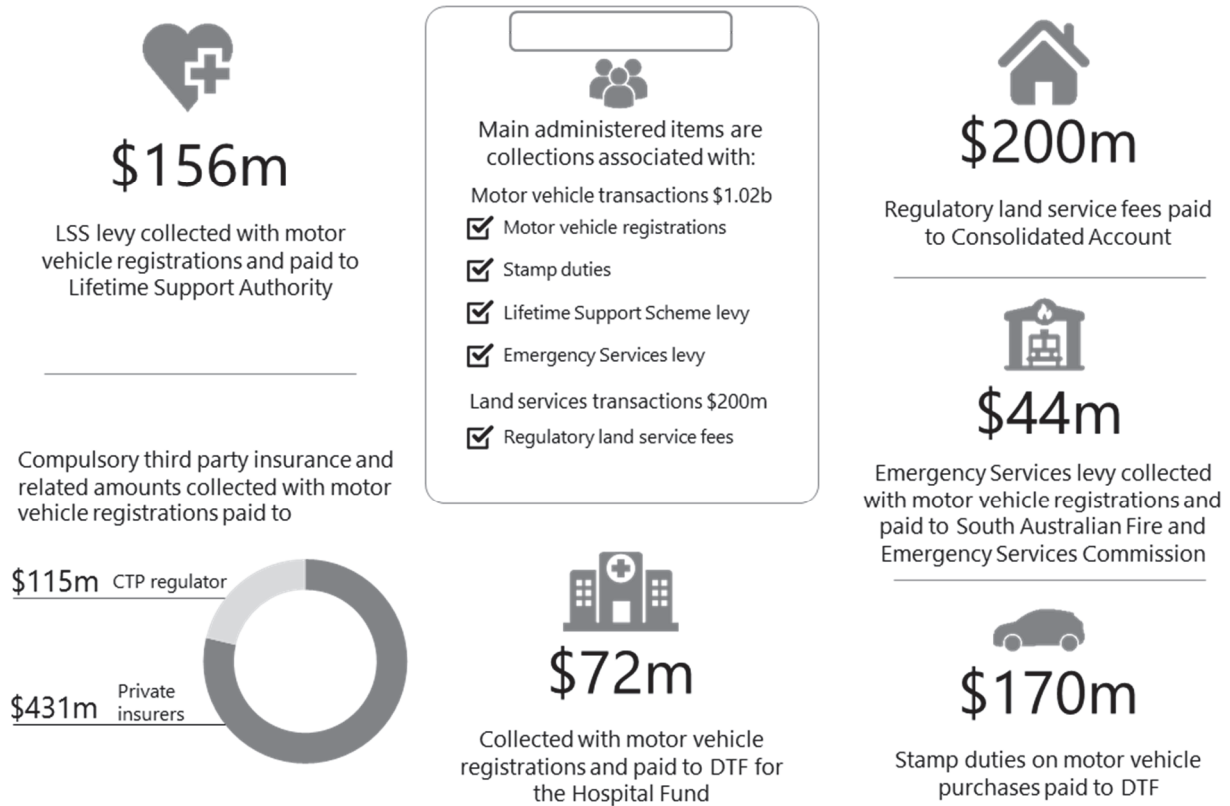 $156m
LSS levy collected with motor
vehicle registrations and paid to
Lifetime Support Authority
Compulsory third party insurance and
related amounts collected with motor
vehicle registrations paid to
$115m CTP regulator
$431m Private
insurers
Main administered items are
collections associated with:
Motor vehicle transactions $1.02b
Motor vehicle registrations
Stamp duties
Lifetime Support Scheme levy
Emergency Services levy
Land services transactions $200m
Regulatory land service fees
$72m
Collected with motor vehicle
registrations and paid to DTF for
the Hospital Fund
$200m
Regulatory land service fees paid
to Consolidated Account
$44m
Emergency Services levy collected
with motor vehicle registrations and
paid to South Australian Fire and
Emergency Services Commission
$170m
Stamp duties on motor vehicle
purchases paid to DTF